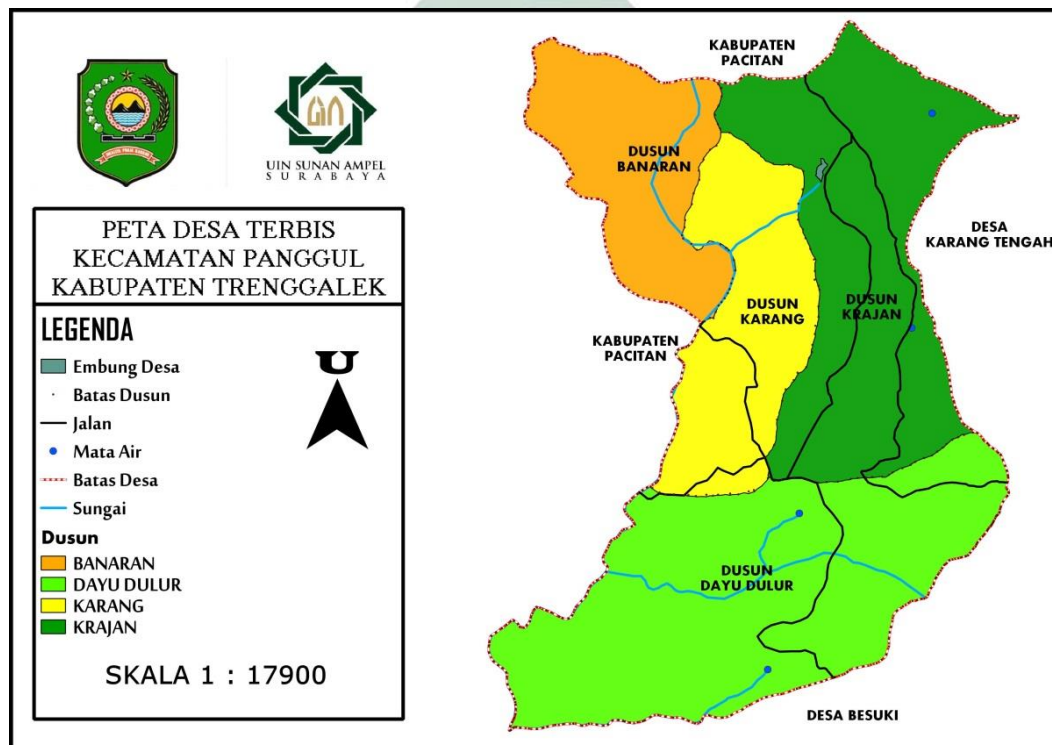 UIN SUNAN AMPEL
SURABAYA
PETA DESA TERBIS
KECAMATAN PANGGUL
KABUPATEN TRENGGALEK
LEGENDA
Embung Desa
Batas Dusun
Jalan
Mata Air
Batas Desa
Sungai
Dusun
BANARAN
DAYU DULUR
KARANG
KRAJAN
SKALA 1 : 17900
U
KABUPATEN
PACITAN
DUSUN
BANARAN
DESA
KARANG TENGAH
DUSUN
KARANG
DUSUN
KRAJAN
KABUPATEN
PACITAN
DUSUN
DAYU DULUR
DESA BESUKI